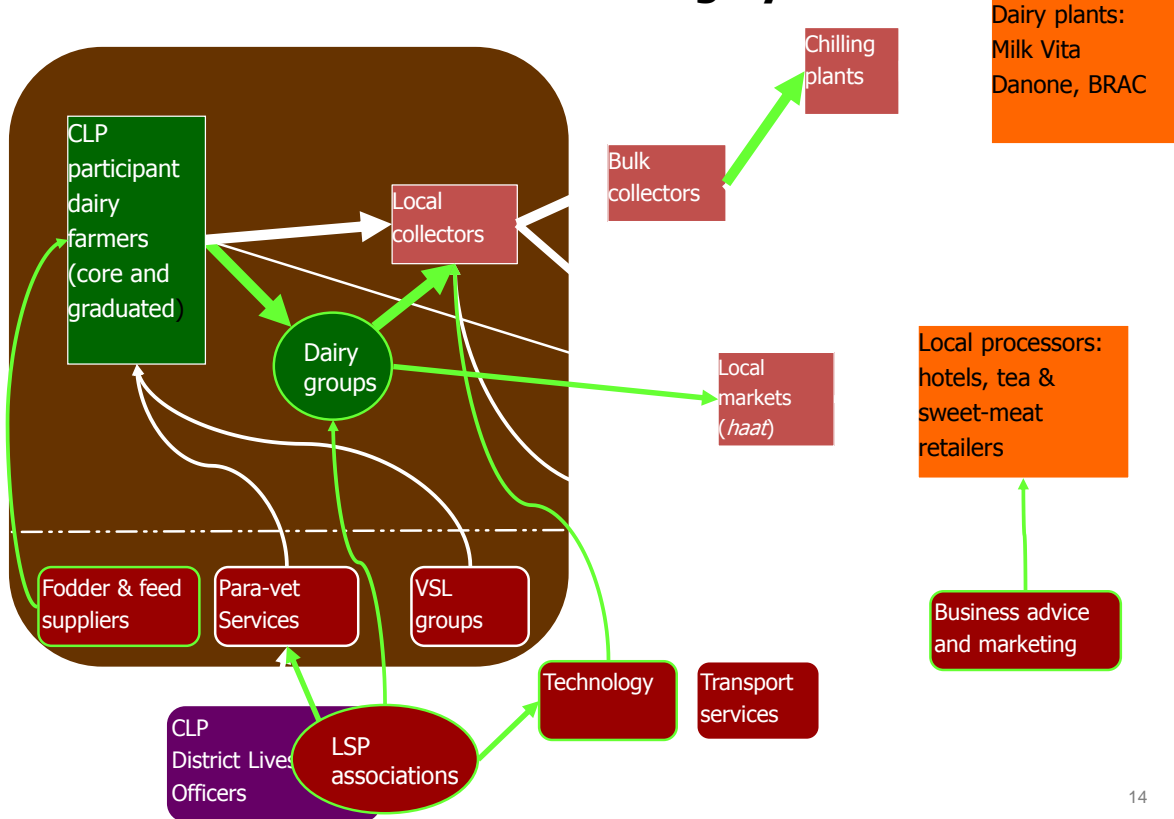 Dairy plants:
Milk Vita
Danone, BRAC
Chilling
plants
CLP
participant
dairy
farmers
(core and
graduated)
Bulk
collectors
Local
collectors
Dairy
groups
Local
markets
(haat)
Local processors:
hotels, tea &
sweet-meat
retailers
Fodder & feed
suppliers
Para-vet
Services
VSL
groups
Business advice
and marketing
Technology
Transport
services
CLP
District Lives
Officers
LSP
associations
14